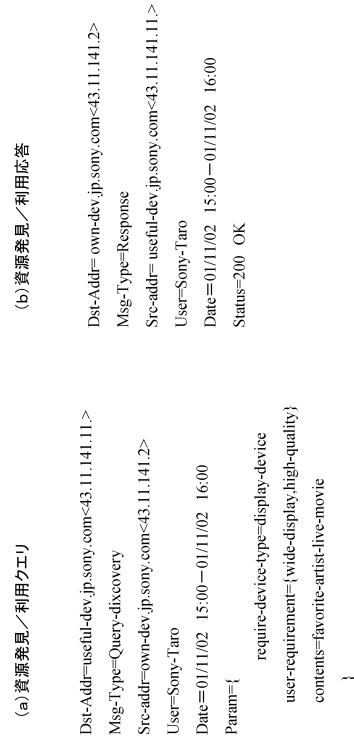 (a)資源発見／利用クエリ
Dst-Addr=useful-dev.jp.sony.com<43.11.141.11.>
Msg-Type=Query-dixcovery
Src-addr=own-dev.jp.sony.com<43.11.141.2>
User=Sony-Taro
Date=01/11/02 15:00－01/11/02 16:00
Param={
require-device-type=display-device
user-requirement={wide-display,high-quality}
contents=favorite-artist-live-movie
}
(b)資源発見／利用応答
Dst-Addr= own-dev.jp.sony.com<43.11.141.2>
Msg-Type=Response
Src-addr= useful-dev.jp.sony.com<43.11.141.11.>
User=Sony-Taro
Date=01/11/02 15:00－01/11/02 16:00
Status=200 OK